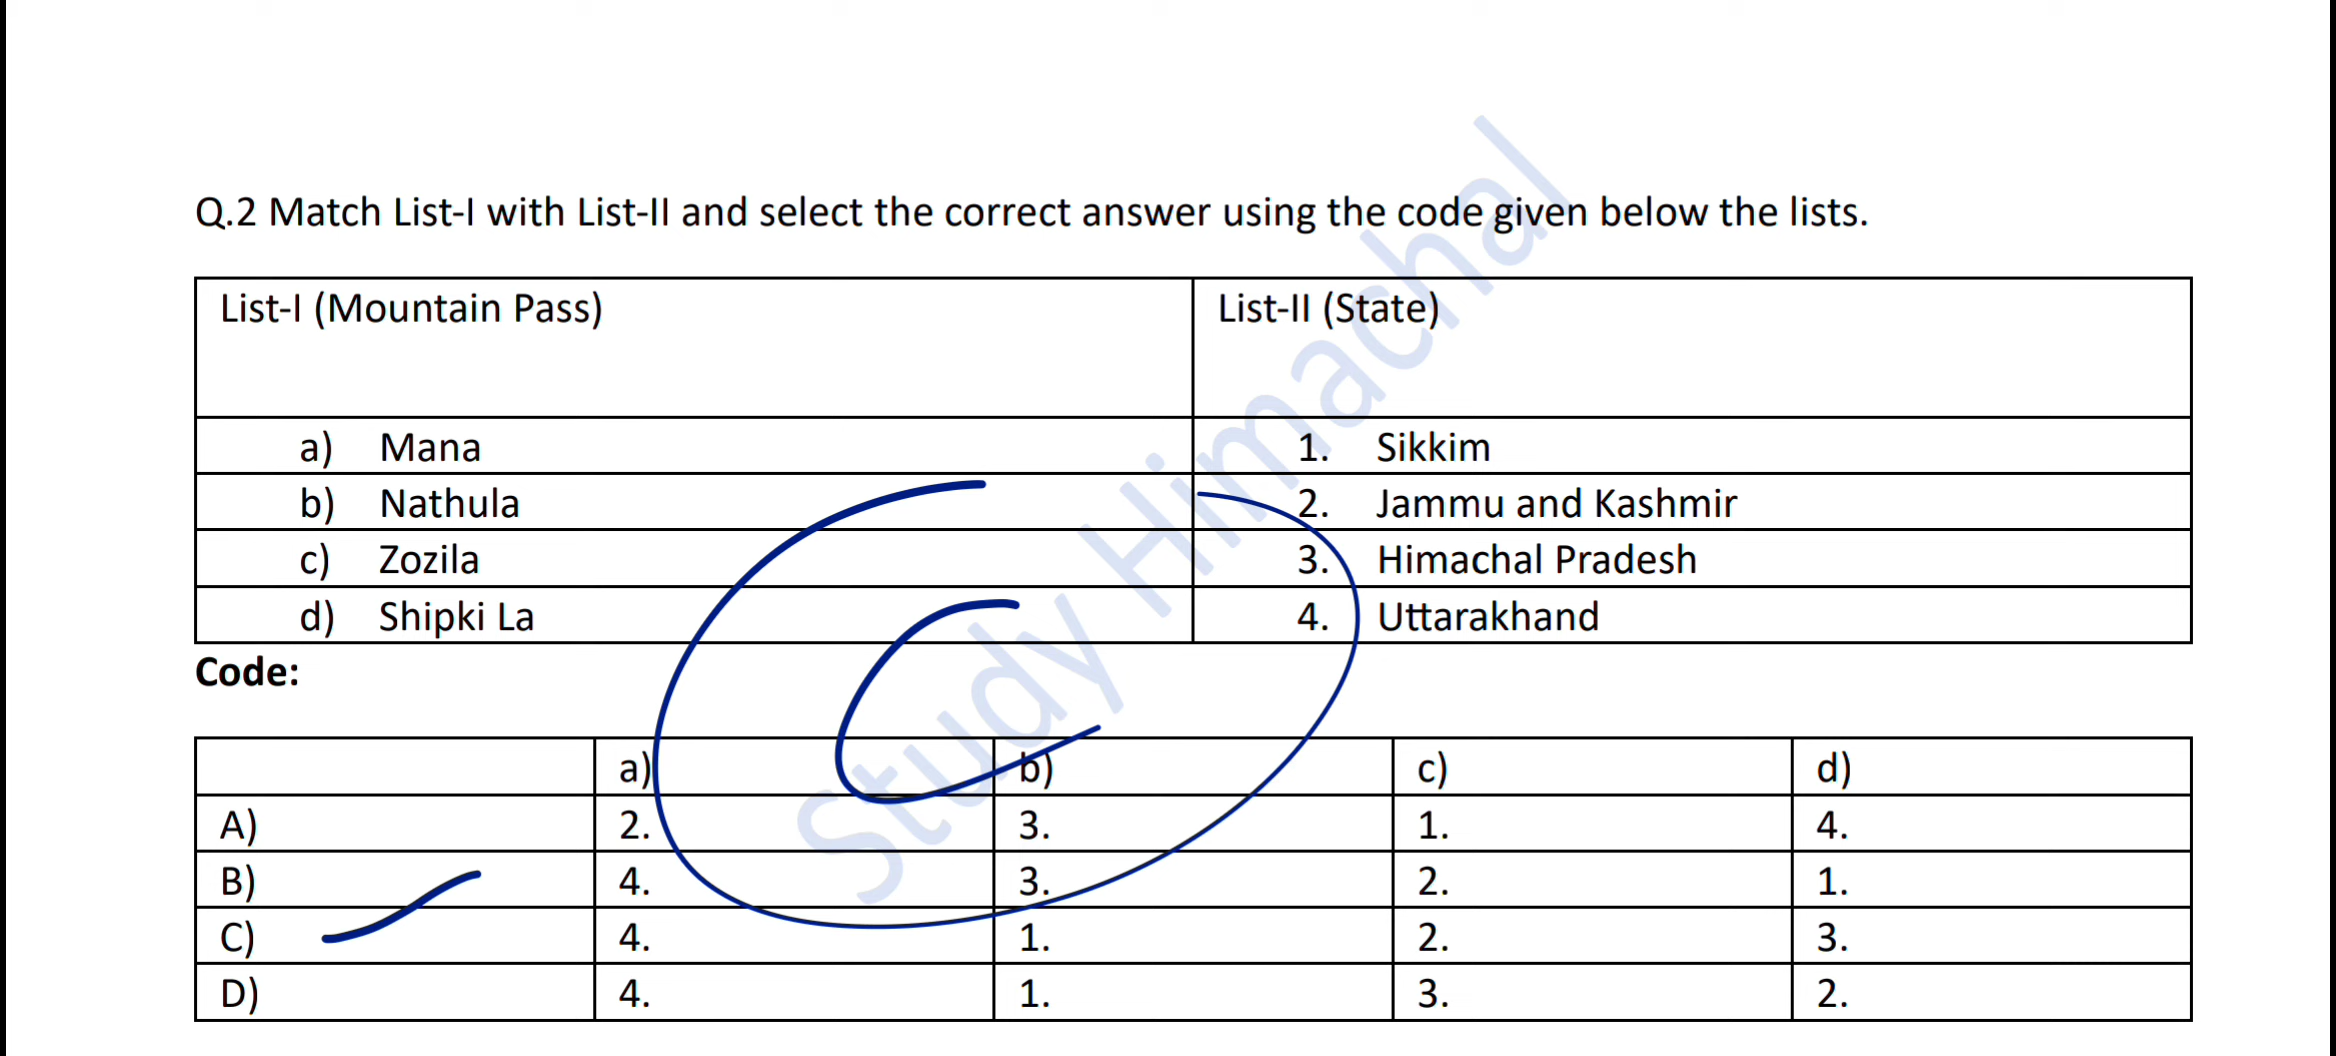 Q.2 Match List-I with List-II and select the correct answer using the code given below the lists.
List-I (Mountain Pass) List-II (State)
a) Mana 1. Sikkim
b) Nathula 2. Jammu and Kashmir
c) Zozila 3. Himachal Pradesh
d) Shipki La 4. Uttarakhand
Code:
a) b) c) d)
A) 2. 3. 1. 4.
B) 4. 3. 2. 1.
C) 4. 1. 2. 3.
D) 4. 1. 3. 2.
Study Himachal
C